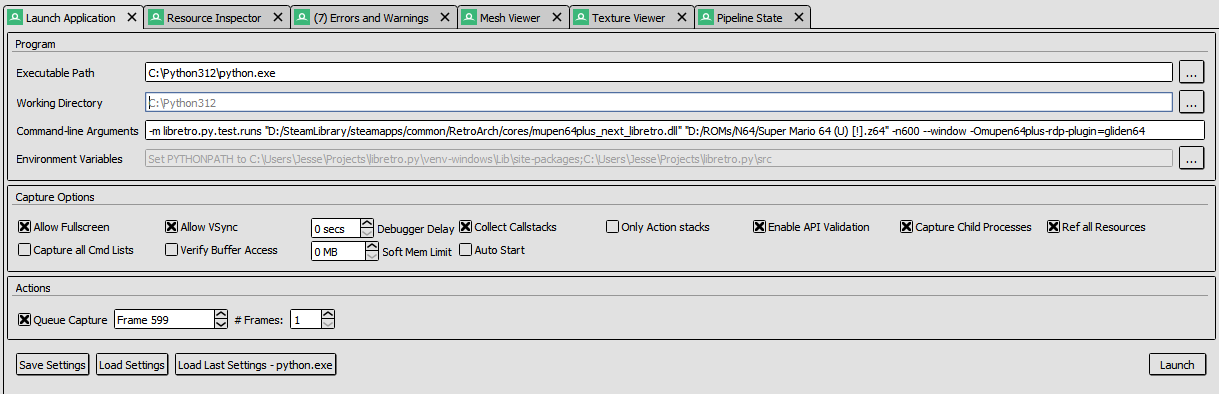 Launch Application Resource Inspector (7) Errors and Warnings Mesh Viewer Texture Viewer Pipeline State
Program
Executable Path C:\Python312\python.exe ...
Working Directory C:\Python312 ...
Command-line Arguments -m libretro.py.test.runs "D:/SteamLibrary/steamapps/common/RetroArch/cores/mupen64plus_next_libretro.dll" "D:/ROMs/N64/Super Mario 64 (U) [!].z64" -n600 --window -Omupen64plus-rdp-plugin=gliden64
Environment Variables Set PYTHONPATH to C:\Users\Jesse\Projects\libretro.py\venv-windows\Lib\site-packages;C:\Users\Jesse\Projects\libretro.py\src ...
Capture Options
Allow Fullscreen Allow VSync 0 secs Debugger Delay Collect Callstacks Only Action stacks Enable API Validation Capture Child Processes Ref all Resources
Capture all Cmd Lists Verify Buffer Access 0 MB Soft Mem Limit Auto Start
Actions
Queue Capture Frame 599 # Frames: 1
Save Settings Load Settings Load Last Settings - python.exe Launch